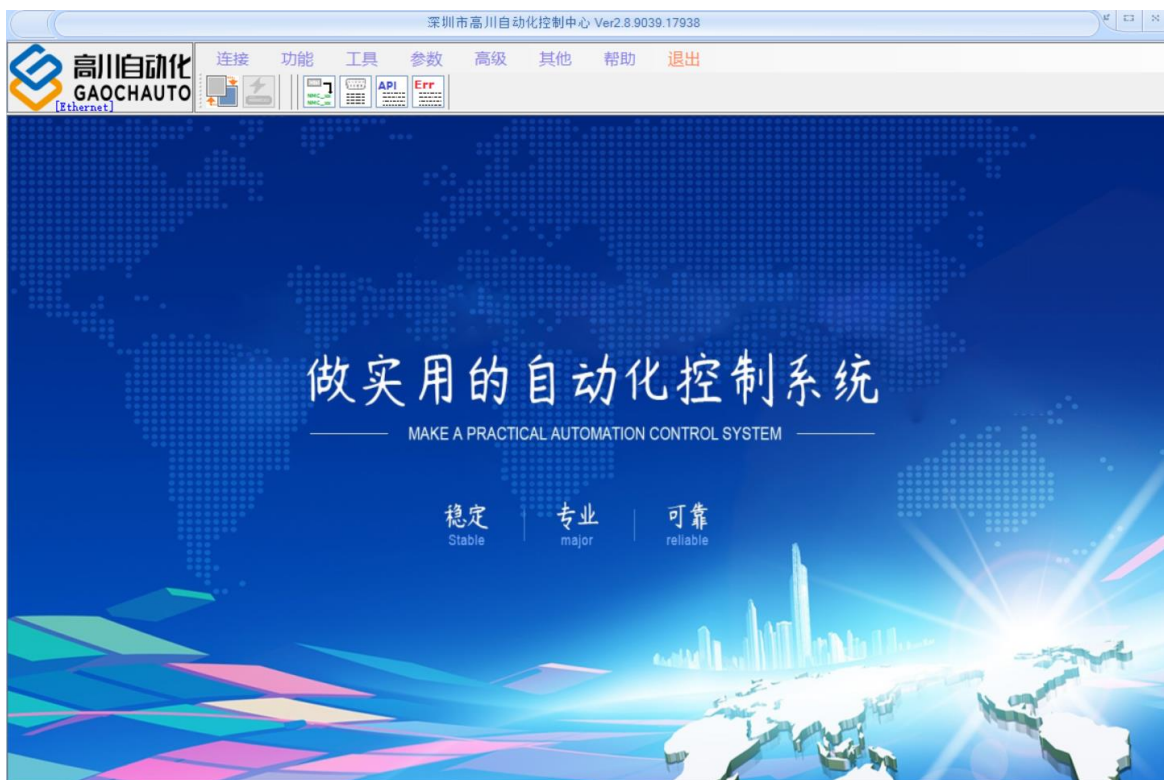 深圳市高川自动化控制中心 Ver2.8.9039.17938
高川自动化
GAOCHAUTO
[Ethernet]
连接 功能 工具 参数 高级 其他 帮助 退出
API Err
做实用的自动化控制系统
MAKE A PRACTICAL AUTOMATION CONTROL SYSTEM
稳定 专业 可靠
Stable major reliable